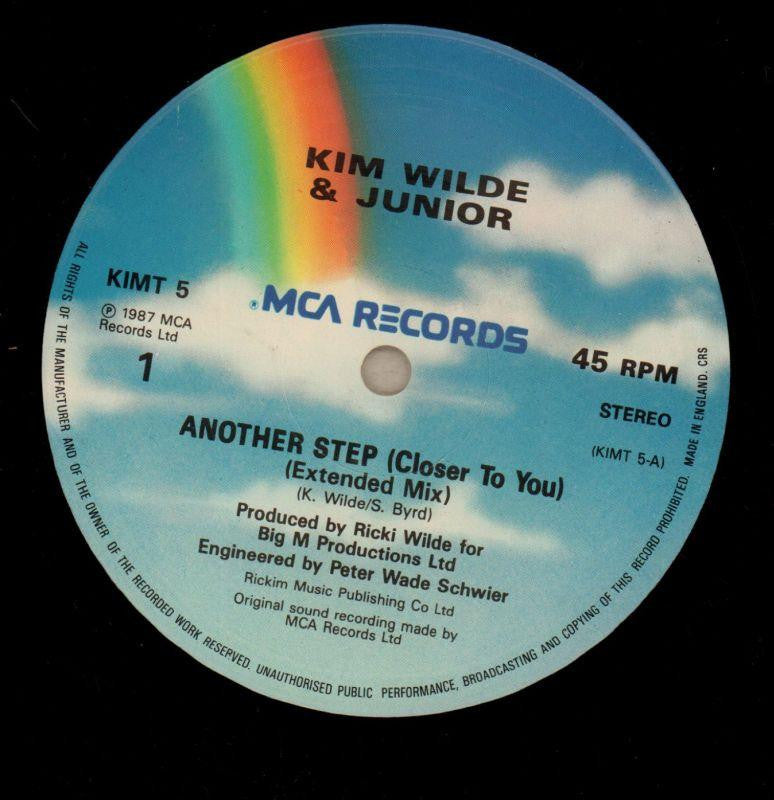 KIM WILDE
& JUNIOR
KIMT 5
℗ 1987 MCA
Records Ltd
1
® MCA RECORDS
45 RPM
STEREO
(KIMT 5-A)
ANOTHER STEP (Closer To You)
(Extended Mix)
(K. Wilde/S. Byrd)
Produced by Ricki Wilde for
Big M Productions Ltd
Engineered by Peter Wade Schwier
Rickim Music Publishing Co Ltd
Original sound recording made by
MCA Records Ltd
ALL RIGHTS OF THE MANUFACTURER AND OF THE OWNER OF THE RECORDED WORK RESERVED. UNAUTHORISED PUBLIC PERFORMANCE, BROADCASTING AND COPYING OF THIS RECORD PROHIBITED. MADE IN ENGLAND. CRS